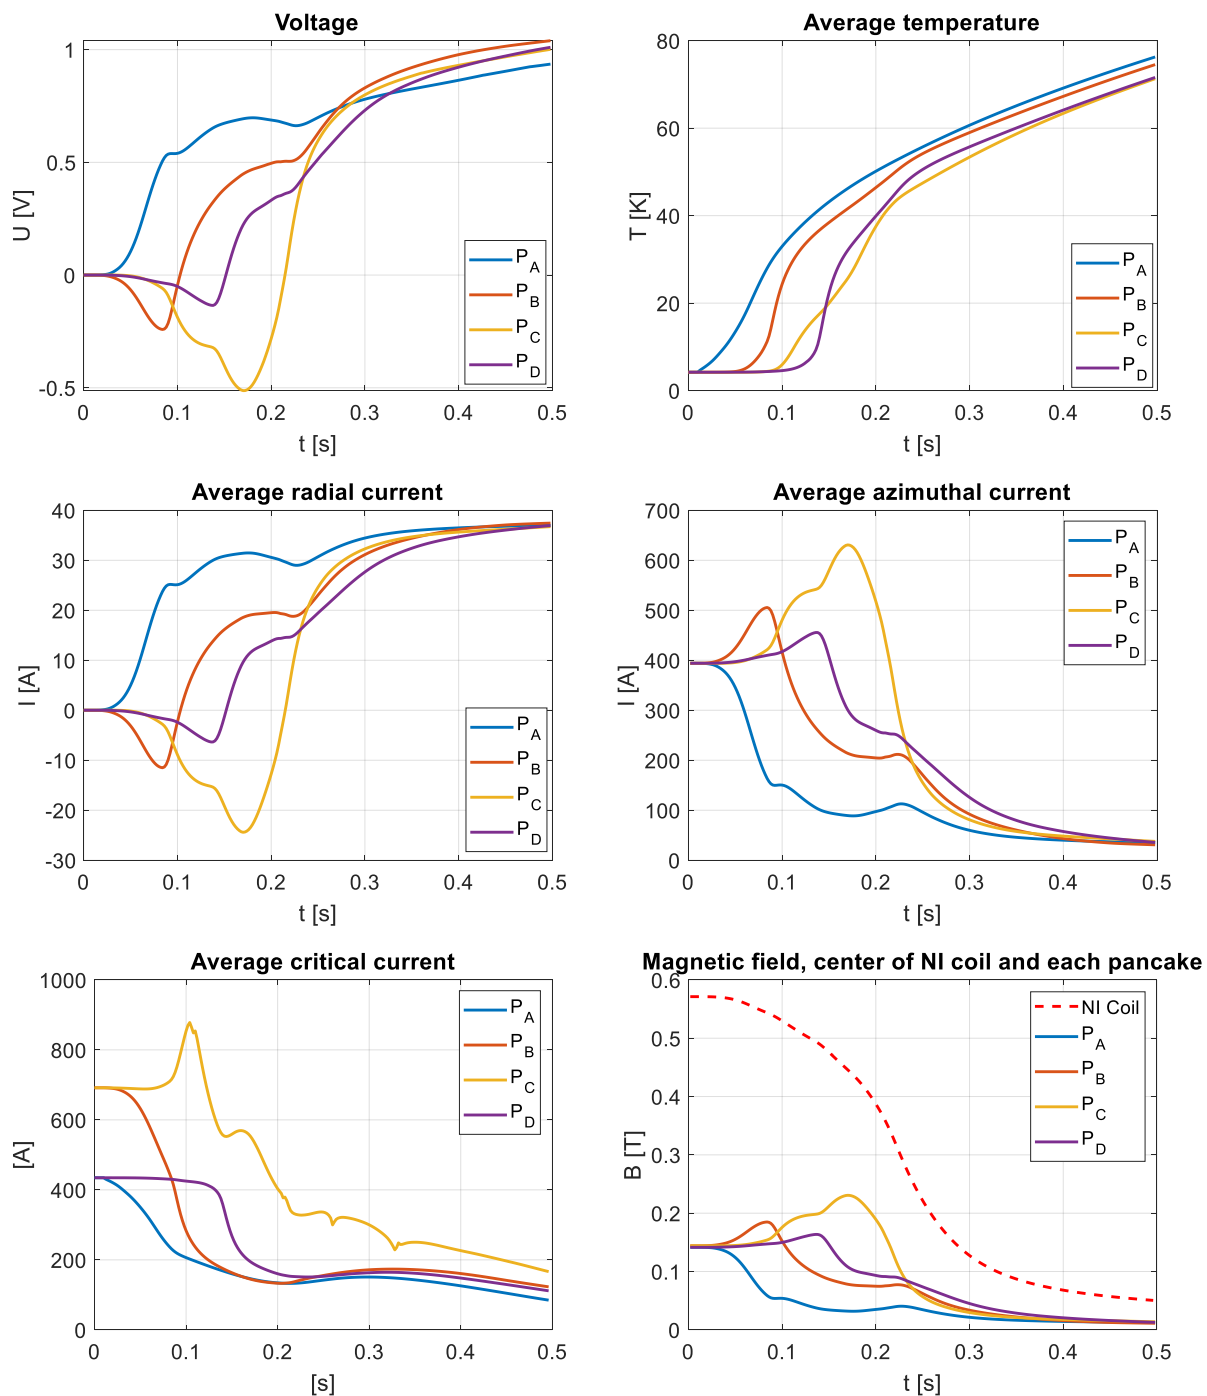 Voltage
1
0.5
0
-0.5
U [V]
0 0.1 0.2 0.3 0.4 0.5
t [s]
P_A
P_B
P_C
P_D
Average temperature
80
60
40
20
0
T [K]
0 0.1 0.2 0.3 0.4 0.5
t [s]
P_A
P_B
P_C
P_D
Average radial current
40
30
20
10
0
-10
-20
-30
I [A]
0 0.1 0.2 0.3 0.4 0.5
t [s]
P_A
P_B
P_C
P_D
Average azimuthal current
700
600
500
400
300
200
100
0
I [A]
0 0.1 0.2 0.3 0.4 0.5
t [s]
P_A
P_B
P_C
P_D
Average critical current
1000
800
600
400
200
0
[A]
0 0.1 0.2 0.3 0.4 0.5
[s]
P_A
P_B
P_C
P_D
Magnetic field, center of NI coil and each pancake
0.6
0.5
0.4
0.3
0.2
0.1
0
B [T]
0 0.1 0.2 0.3 0.4 0.5
t [s]
NI Coil
P_A
P_B
P_C
P_D